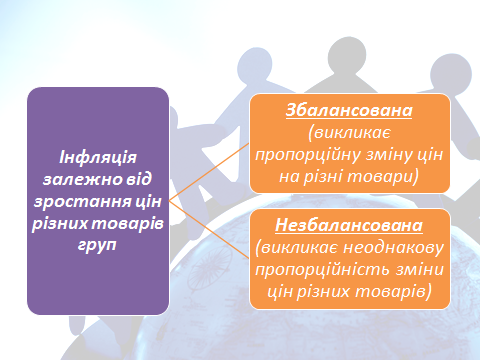 Інфляція
залежно від
зростання цін
різних товарів
груп
Збалансована
(викликає
пропорційну зміну цін
на різні товари)
Незбалансована
(викликає неоднакову
пропорційність зміни
цін різних товарів)